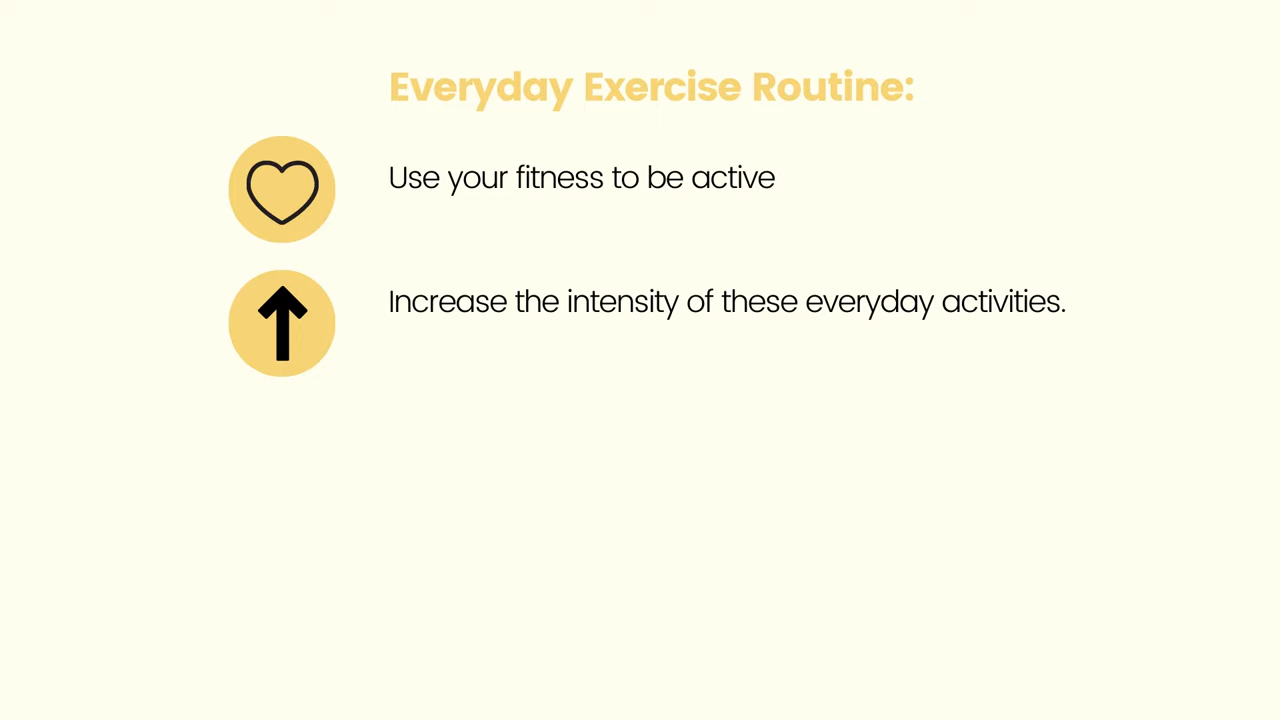 Everyday Exercise Routine:
Use your fitness to be active
Increase the intensity of these everyday activities.